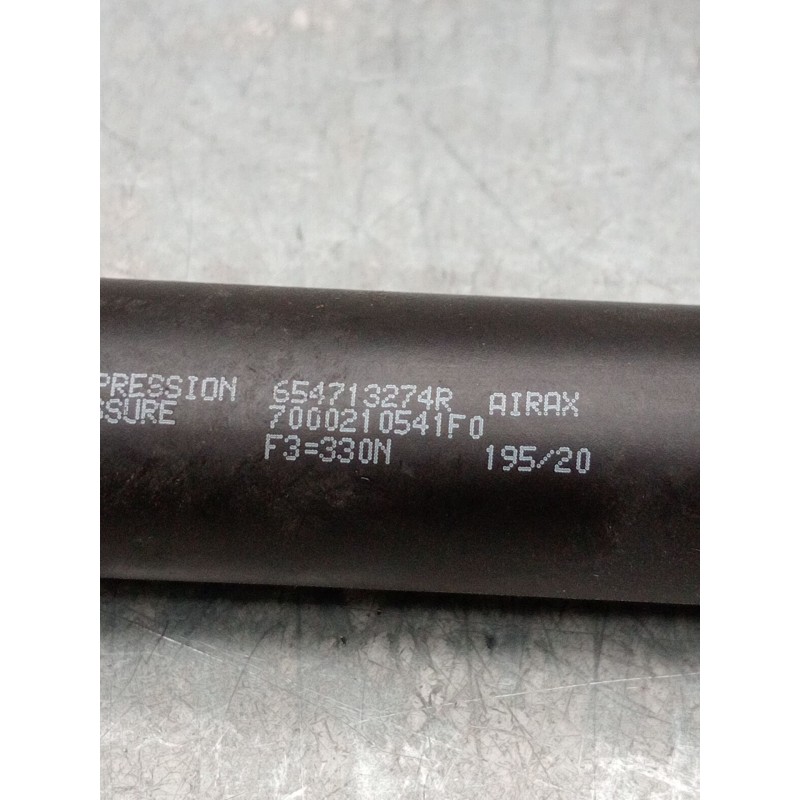 PRESSION 654713274R AIRAX
SSURE 7000210541F0
F3=330N 195/20